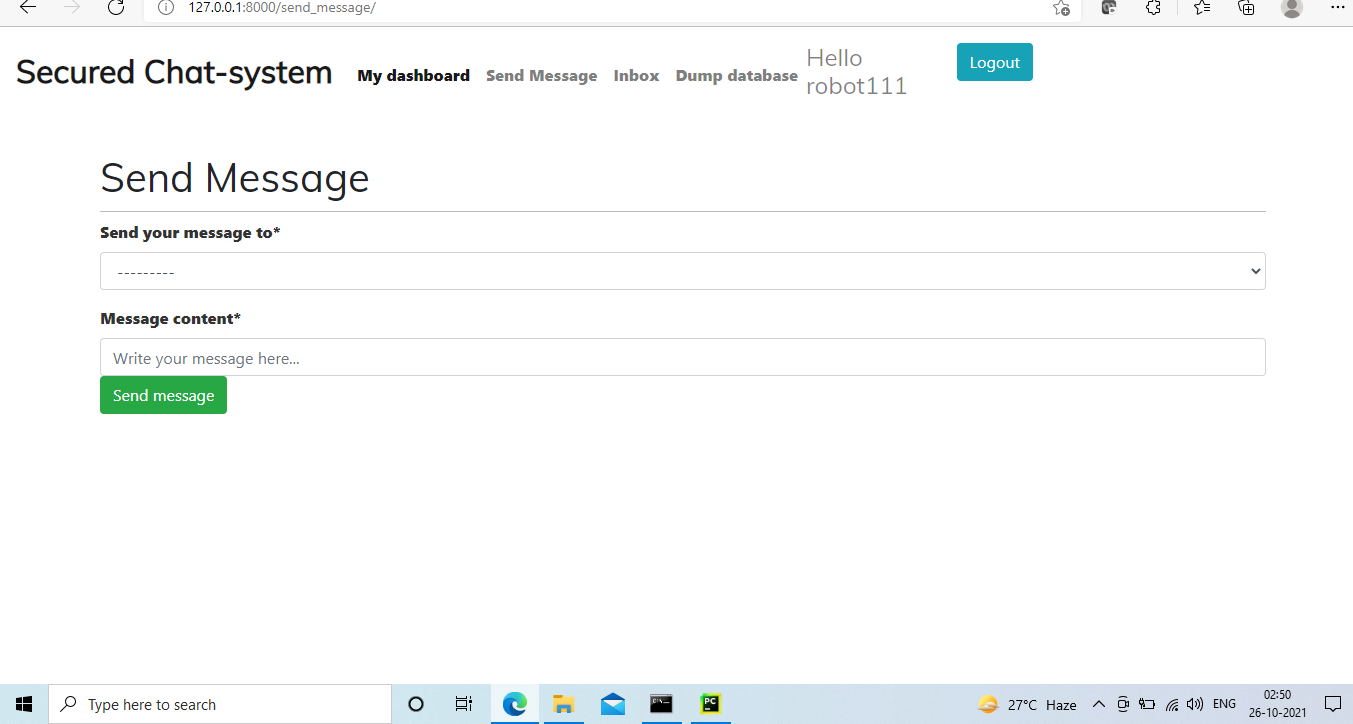 127.0.0.1:8000/send_message/
Secured Chat-system
My dashboard
Send Message
Inbox
Dump database
Hello
robot111
Logout
Send Message
Send your message to*
---------
Message content*
Write your message here...
Send message
Type here to search
PC
27°C Haze
ENG
02:50
26-10-2021